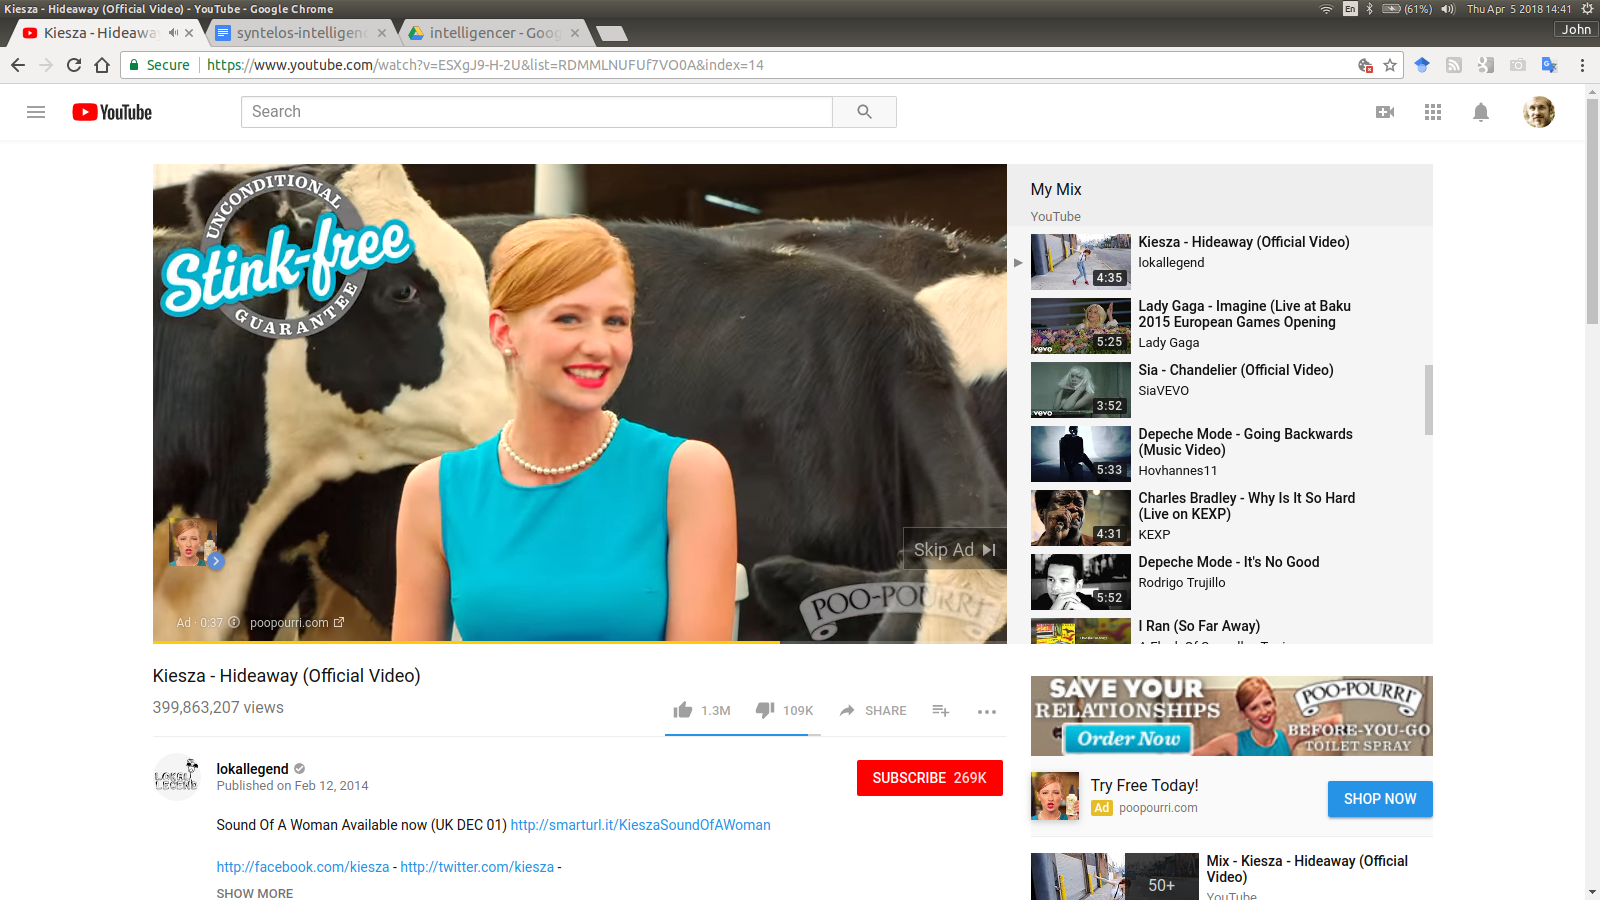 Kiesza - Hideaway (Official Video) - YouTube - Google Chrome
En
(61%)
Thu Apr 5 2018 14:41
Kiesza - Hideaway
syntelos-intelligenc
intelligencer - Goog
John
Secure
https://www.youtube.com/watch?v=ESXgJ9-H-2U&list=RDMMLNUFUf7VO0A&index=14
YouTube
Search
UNCONDITIONAL
Stink-free
GUARANTEE
Skip Ad
POO-POURRI
Ad · 0:37
poopourri.com
My Mix
YouTube
Kiesza - Hideaway (Official Video)
lokallegend
4:35
Lady Gaga - Imagine (Live at Baku
2015 European Games Opening
Lady Gaga
5:25
vevo
Sia - Chandelier (Official Video)
SiaVEVO
3:52
vevo
Depeche Mode - Going Backwards
(Music Video)
Hovhannes11
5:33
Charles Bradley - Why Is It So Hard
(Live on KEXP)
KEXP
4:31
Depeche Mode - It's No Good
Rodrigo Trujillo
5:52
I Ran (So Far Away)
Kiesza - Hideaway (Official Video)
399,863,207 views
1.3M
109K
SHARE
lokallegend
Published on Feb 12, 2014
LOKAL
LEGEND
SUBSCRIBE 269K
Sound Of A Woman Available now (UK DEC 01) http://smarturl.it/KieszaSoundOfAWoman
http://facebook.com/kiesza - http://twitter.com/kiesza -
SHOW MORE
SAVE YOUR
RELATIONSHIPS
Order Now
POO-POURRI
BEFORE-YOU-GO
TOILET SPRAY
Try Free Today!
Ad poopourri.com
SHOP NOW
Mix - Kiesza - Hideaway (Official
Video)
YouTube
50+